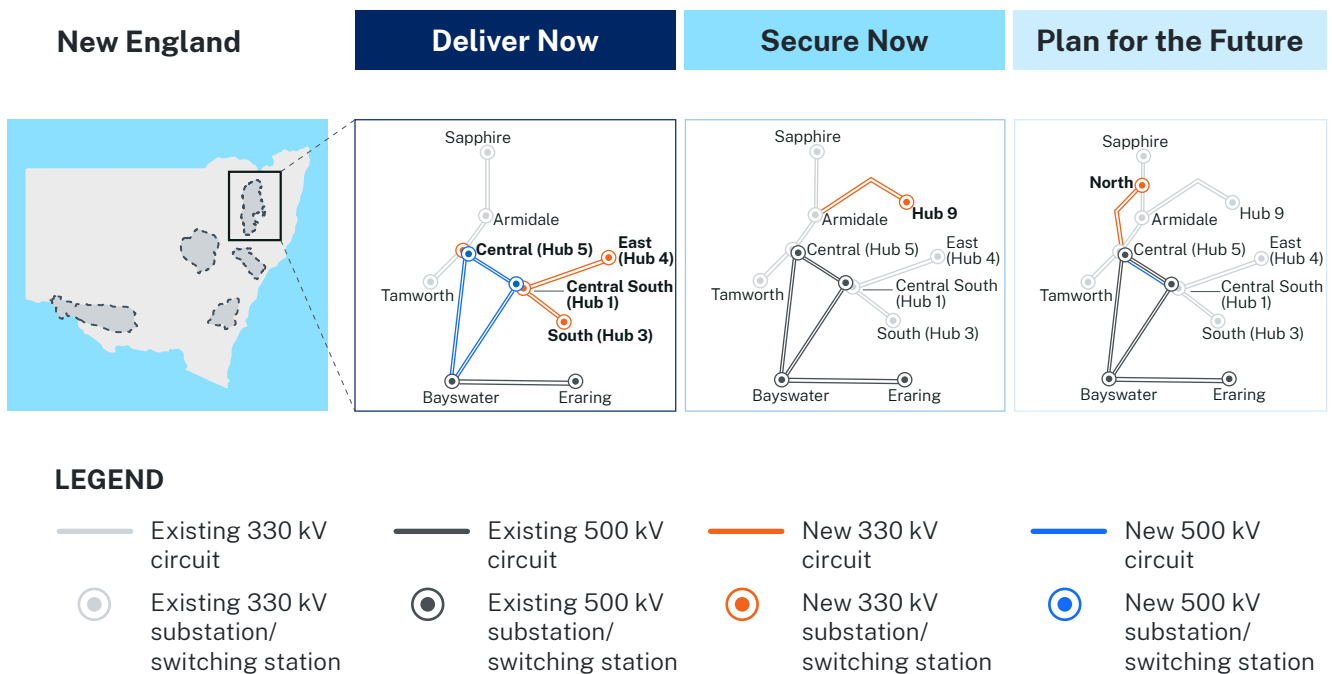 New England
Deliver Now
Secure Now
Plan for the Future
Sapphire
Armidale
Central (Hub 5)
East
(Hub 4)
Tamworth
Central South
(Hub 1)
South (Hub 3)
Bayswater
Eraring
Sapphire
Armidale
Hub 9
Central (Hub 5)
East
(Hub 4)
Tamworth
Central South
(Hub 1)
South (Hub 3)
Bayswater
Eraring
Sapphire
North
Armidale
Hub 9
Central (Hub 5)
East
(Hub 4)
Tamworth
Central South
(Hub 1)
South (Hub 3)
Bayswater
Eraring
LEGEND
Existing 330 kV
circuit
Existing 500 kV
circuit
New 330 kV
circuit
New 500 kV
circuit
Existing 330 kV
substation/
switching station
Existing 500 kV
substation/
switching station
New 330 kV
substation/
switching station
New 500 kV
substation/
switching station